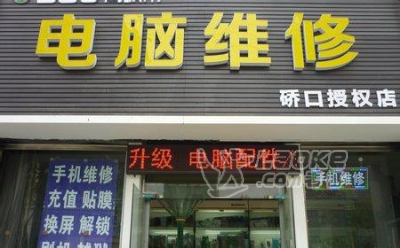 电脑维修
硚口授权店
升级 电脑配件
手机维修
手机维修
充值 贴膜
换屏 解锁